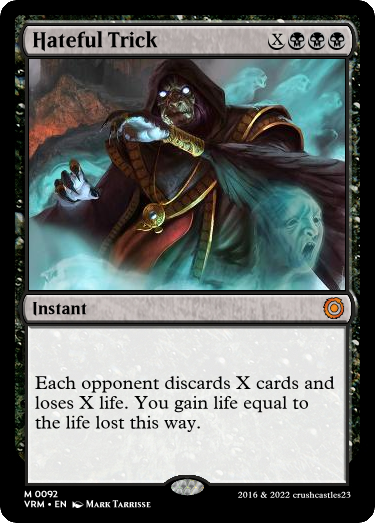 Hateful Trick X
Instant
Each opponent discards X cards and
loses X life. You gain life equal to
the life lost this way.
M 0092
VRM • EN Mark Tarrisse
2016 & 2022 crushcastles23